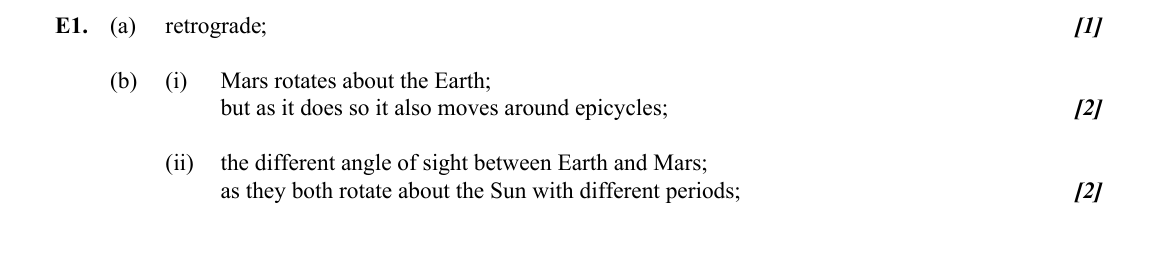 E1. (a) retrograde; [1]
(b) (i) Mars rotates about the Earth;
but as it does so it also moves around epicycles; [2]
(ii) the different angle of sight between Earth and Mars;
as they both rotate about the Sun with different periods; [2]